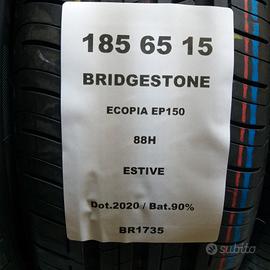 185 65 15
BRIDGESTONE
ECOPIA EP150
88H
ESTIVE
Dot.2020 / Bat.90%
BR1735
subito